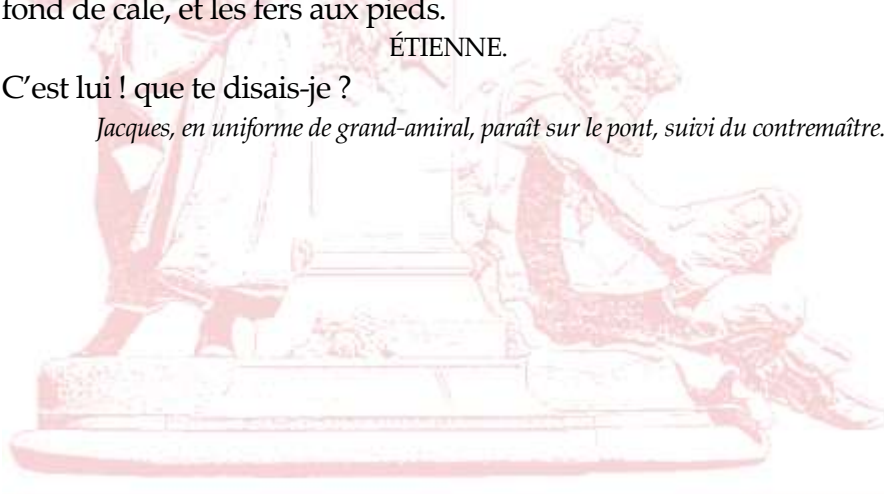 fond de cale, et les fers aux pieds.
ÉTIENNE.
C’est lui ! que te disais-je ?
Jacques, en uniforme de grand-amiral, paraît sur le pont, suivi du contremaître.